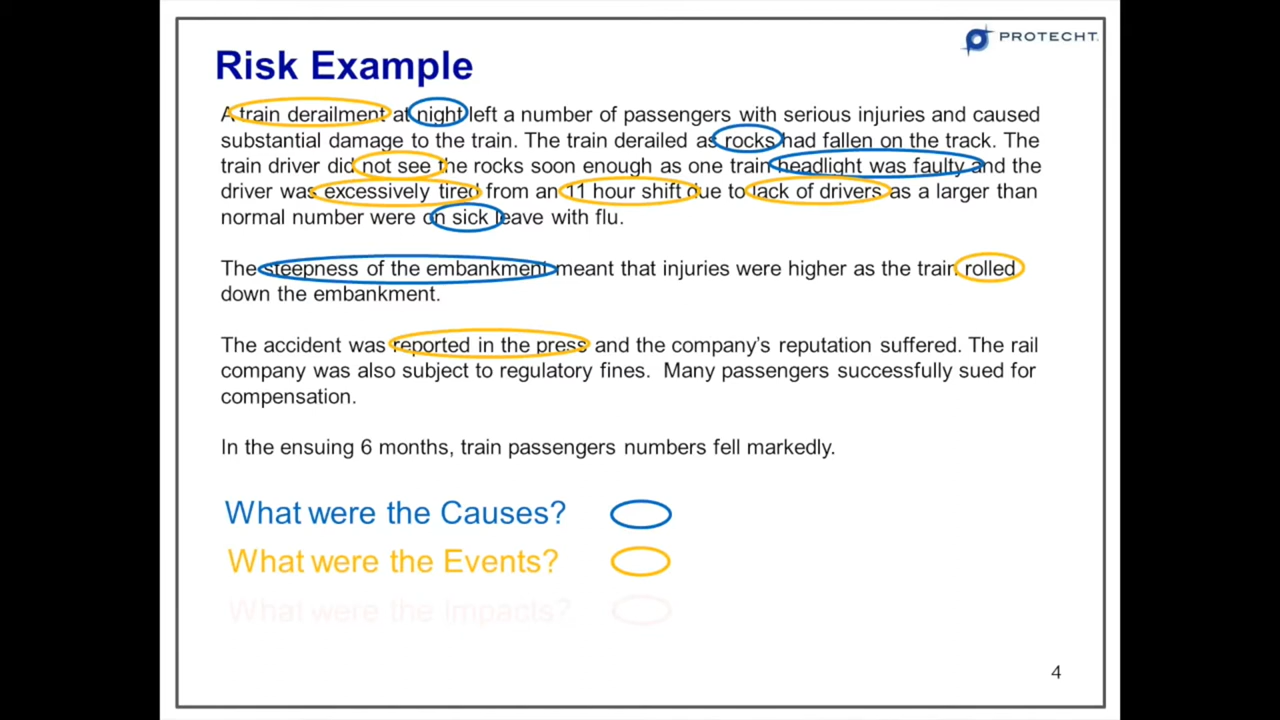 PROTECHT
Risk Example
A train derailment at night left a number of passengers with serious injuries and caused
substantial damage to the train. The train derailed as rocks had fallen on the track. The
train driver did not see the rocks soon enough as one train headlight was faulty and the
driver was excessively tired from an 11 hour shift due to lack of drivers as a larger than
normal number were on sick leave with flu.
The steepness of the embankment meant that injuries were higher as the train rolled
down the embankment.
The accident was reported in the press and the company's reputation suffered. The rail
company was also subject to regulatory fines. Many passengers successfully sued for
compensation.
In the ensuing 6 months, train passengers numbers fell markedly.
What were the Causes?
What were the Events?
What were the Impacts?
4